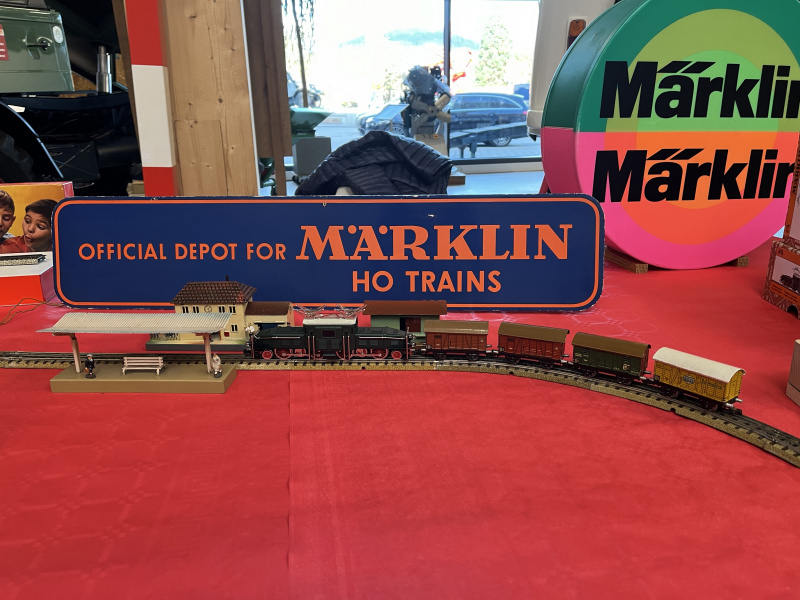 OFFICIAL DEPOT FOR MÄRKLIN
HO TRAINS
Märklin
Märklin